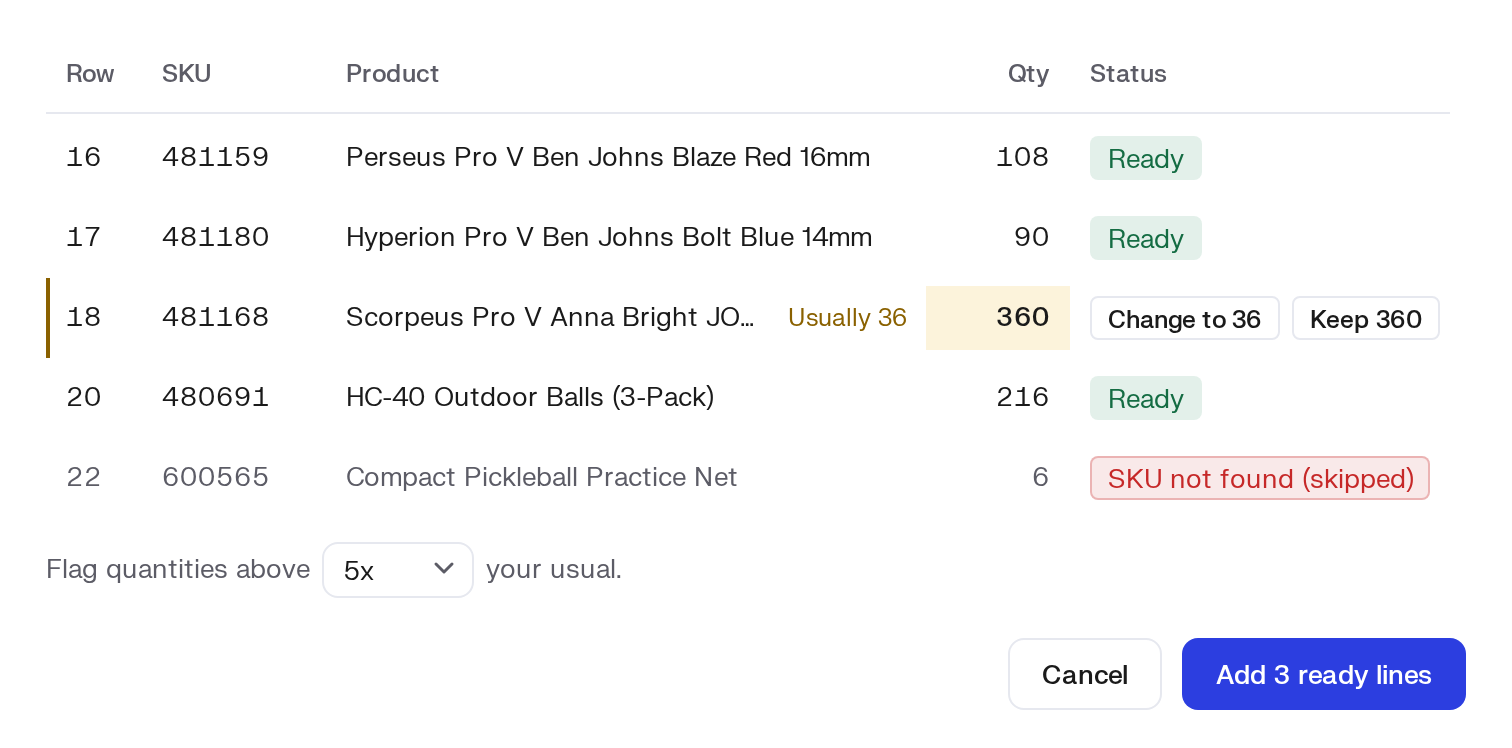 Row SKU Product Qty Status
16 481159 Perseus Pro V Ben Johns Blaze Red 16mm 108 Ready
17 481180 Hyperion Pro V Ben Johns Bolt Blue 14mm 90 Ready
18 481168 Scorpeus Pro V Anna Bright JO... Usually 36 360 Change to 36 Keep 360
20 480691 HC-40 Outdoor Balls (3-Pack) 216 Ready
22 600565 Compact Pickleball Practice Net 6 SKU not found (skipped)
Flag quantities above 5x your usual.
Cancel Add 3 ready lines